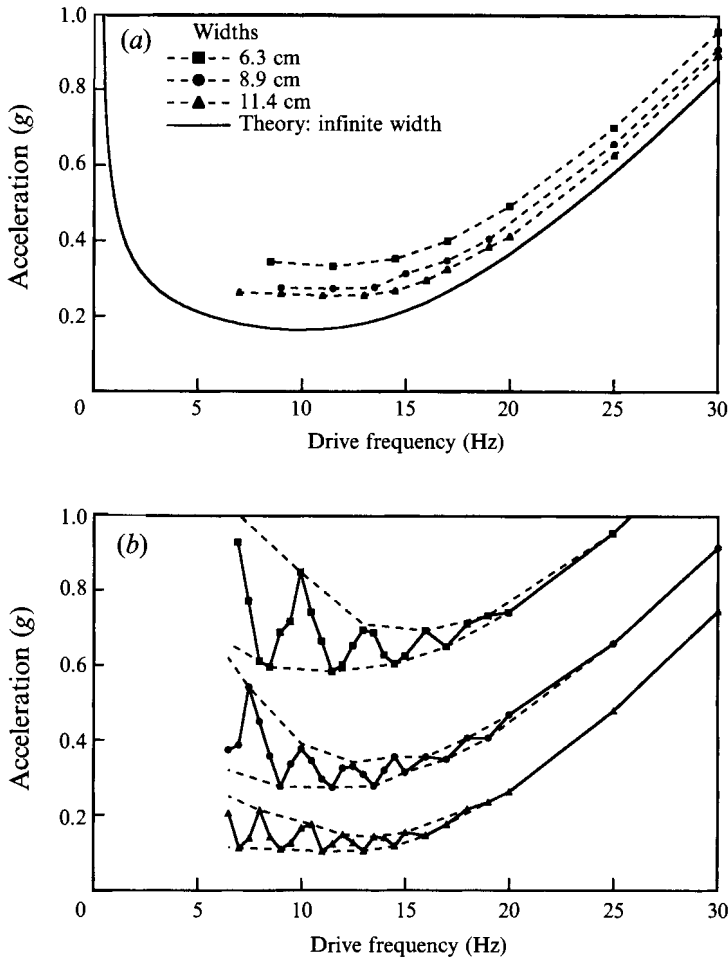 (a)
Widths
6.3 cm
8.9 cm
11.4 cm
Theory: infinite width
Acceleration (g)
1.0
0.8
0.6
0.4
0.2
0
5
10
15
20
25
30
Drive frequency (Hz)
(b)
Acceleration (g)
1.0
0.8
0.6
0.4
0.2
0
5
10
15
20
25
30
Drive frequency (Hz)